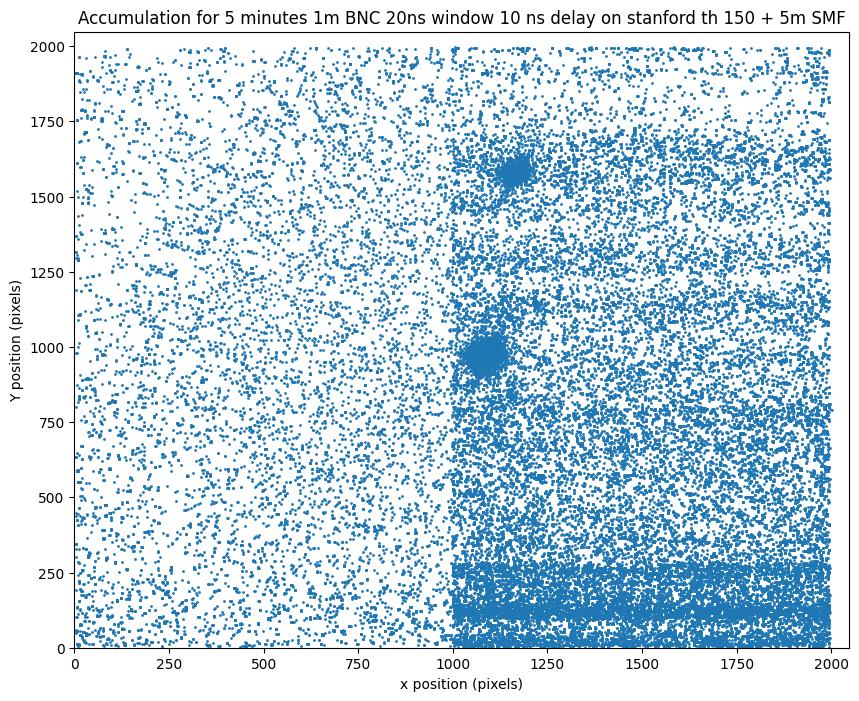 Accumulation for 5 minutes 1m BNC 20ns window 10 ns delay on stanford th 150 + 5m SMF
2000
1750
1500
1250
1000
750
500
250
0
Y position (pixels)
0 250 500 750 1000 1250 1500 1750 2000
x position (pixels)